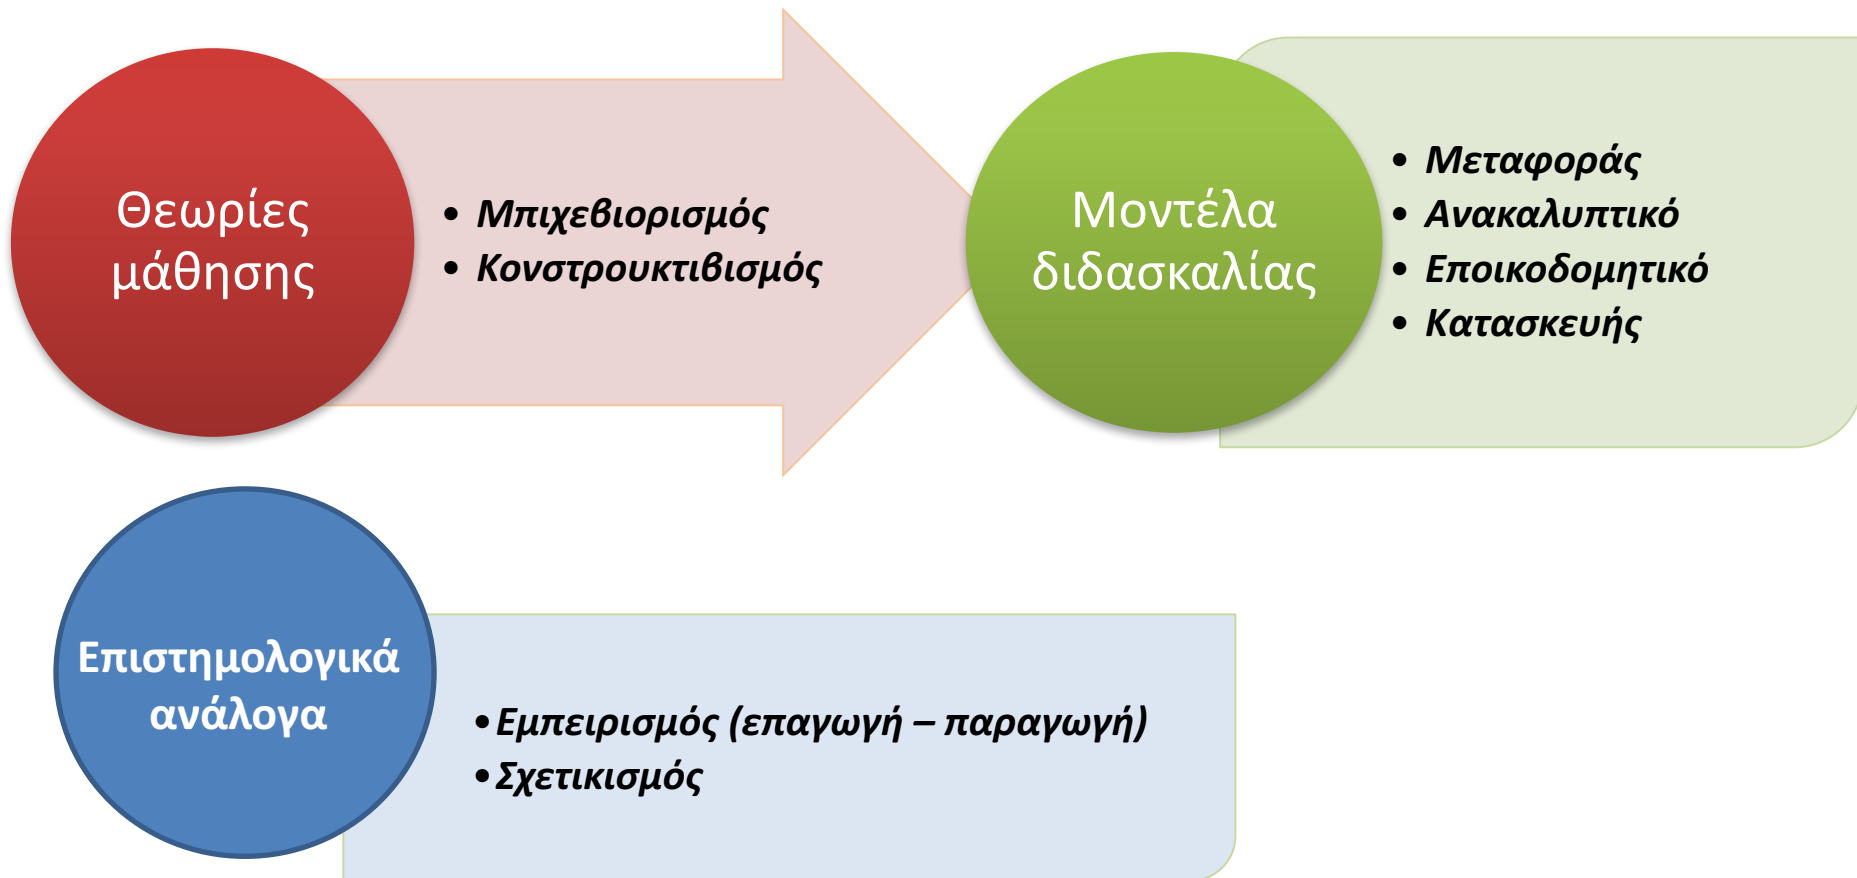 Θεωρίες
μάθησης
• Μπιχεβιορισμός
• Κονστρουκτιβισμός
Μοντέλα
διδασκαλίας
• Μεταφοράς
• Ανακαλυπτικό
• Εποικοδομητικό
• Κατασκευής
Επιστημολογικά
ανάλογα
•Εμπειρισμός (επαγωγή – παραγωγή)
•Σχετικισμός